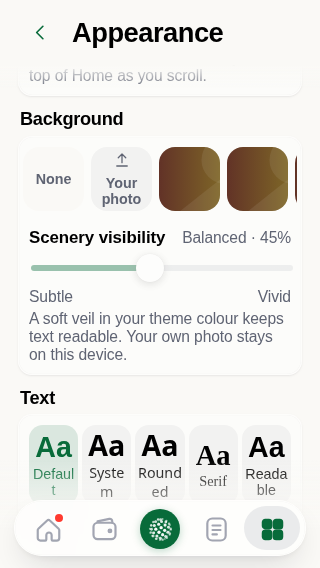 Appearance
top of Home as you scroll.
Background
None
Your
photo
Scenery visibility Balanced · 45%
Subtle Vivid
A soft veil in your theme colour keeps
text readable. Your own photo stays
on this device.
Text
Aa Aa Aa Aa Aa
Defaul Syste Round Serif Reada
t m ed ble